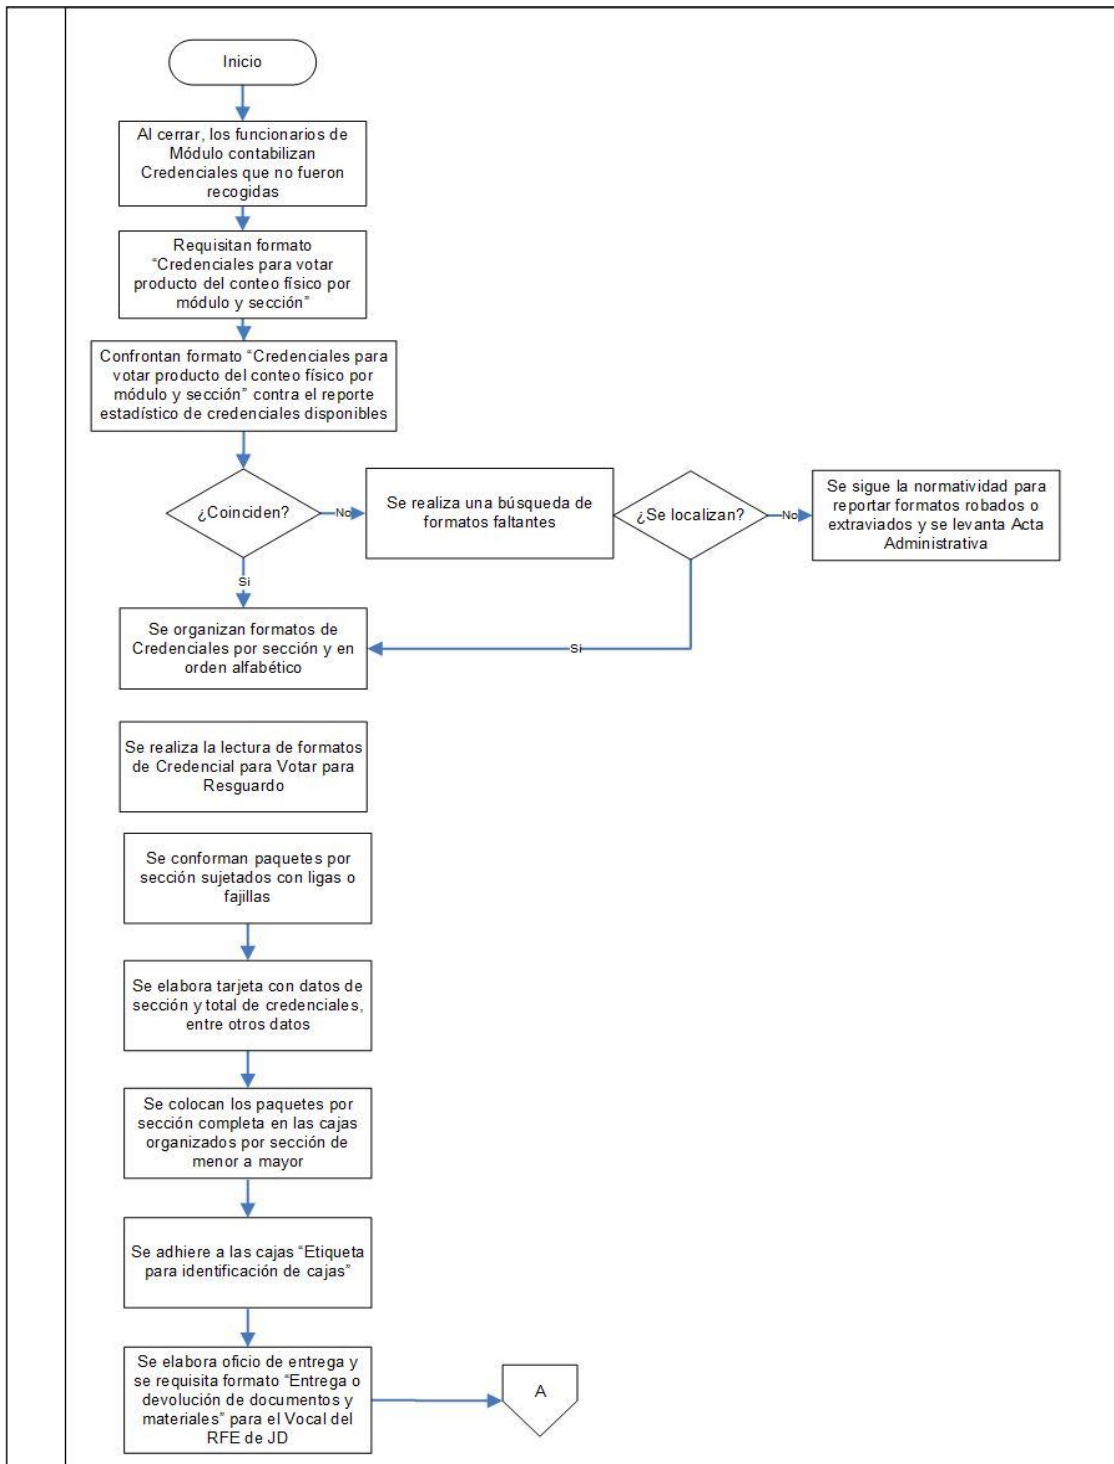 Inicio
Al cerrar, los funcionarios de
Módulo contabilizan
Credenciales que no fueron
recogidas
Requisitan formato
“Credenciales para votar
producto del conteo físico por
módulo y sección”
Confrontan formato “Credenciales para
votar producto del conteo físico por
módulo y sección” contra el reporte
estadístico de credenciales disponibles
¿Coinciden?
No
Se realiza una búsqueda de
formatos faltantes
¿Se localizan?
No
Se sigue la normatividad para
reportar formatos robados o
extraviados y se levanta Acta
Administrativa
Si
Se organizan formatos de
Credenciales por sección y en
orden alfabético
Si
Se realiza la lectura de formatos
de Credencial para Votar para
Resguardo
Se conforman paquetes por
sección sujetados con ligas o
fajillas
Se elabora tarjeta con datos de
sección y total de credenciales,
entre otros datos
Se colocan los paquetes por
sección completa en las cajas
organizados por sección de
menor a mayor
Se adhiere a las cajas “Etiqueta
para identificación de cajas”
Se elabora oficio de entrega y
se requisita formato “Entrega o
devolución de documentos y
materiales” para el Vocal del
RFE de JD
A